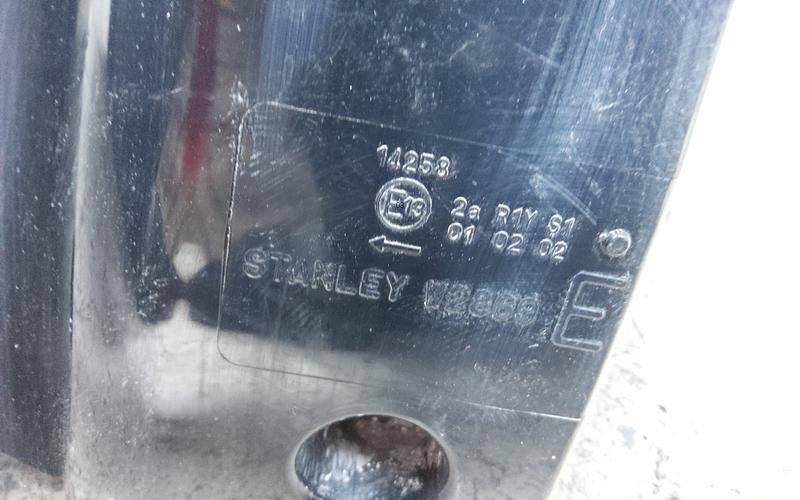 14258
E13 2a R1Y S1
01 02 02
STANLEY
E